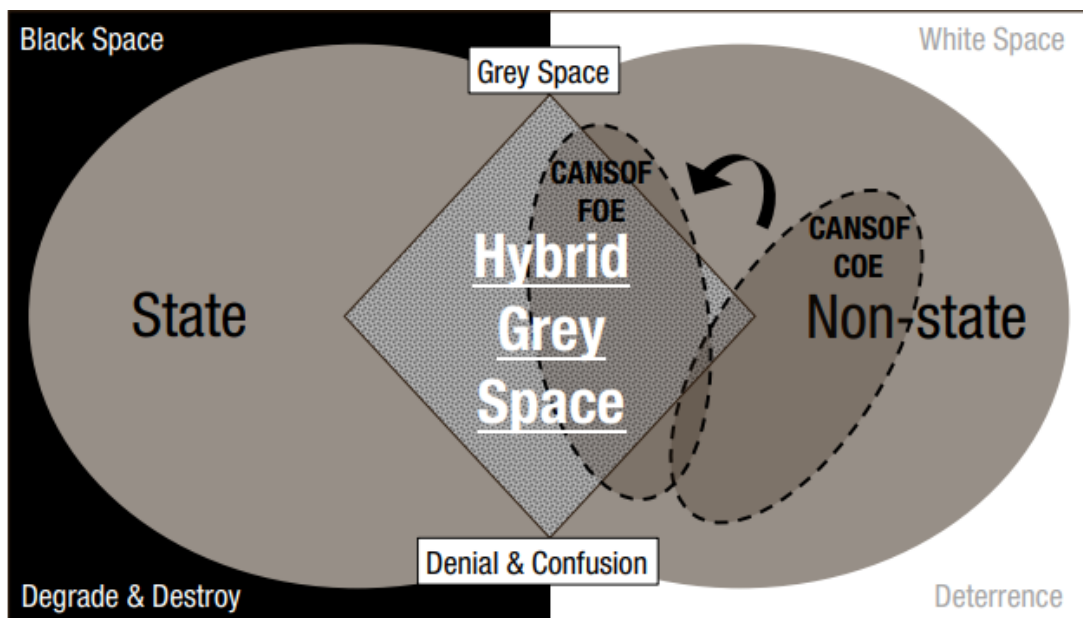 Black Space
White Space
Grey Space
CANSOF
FOE
CANSOF
COE
Hybrid
Grey
Space
State
Non-state
Denial & Confusion
Degrade & Destroy
Deterrence